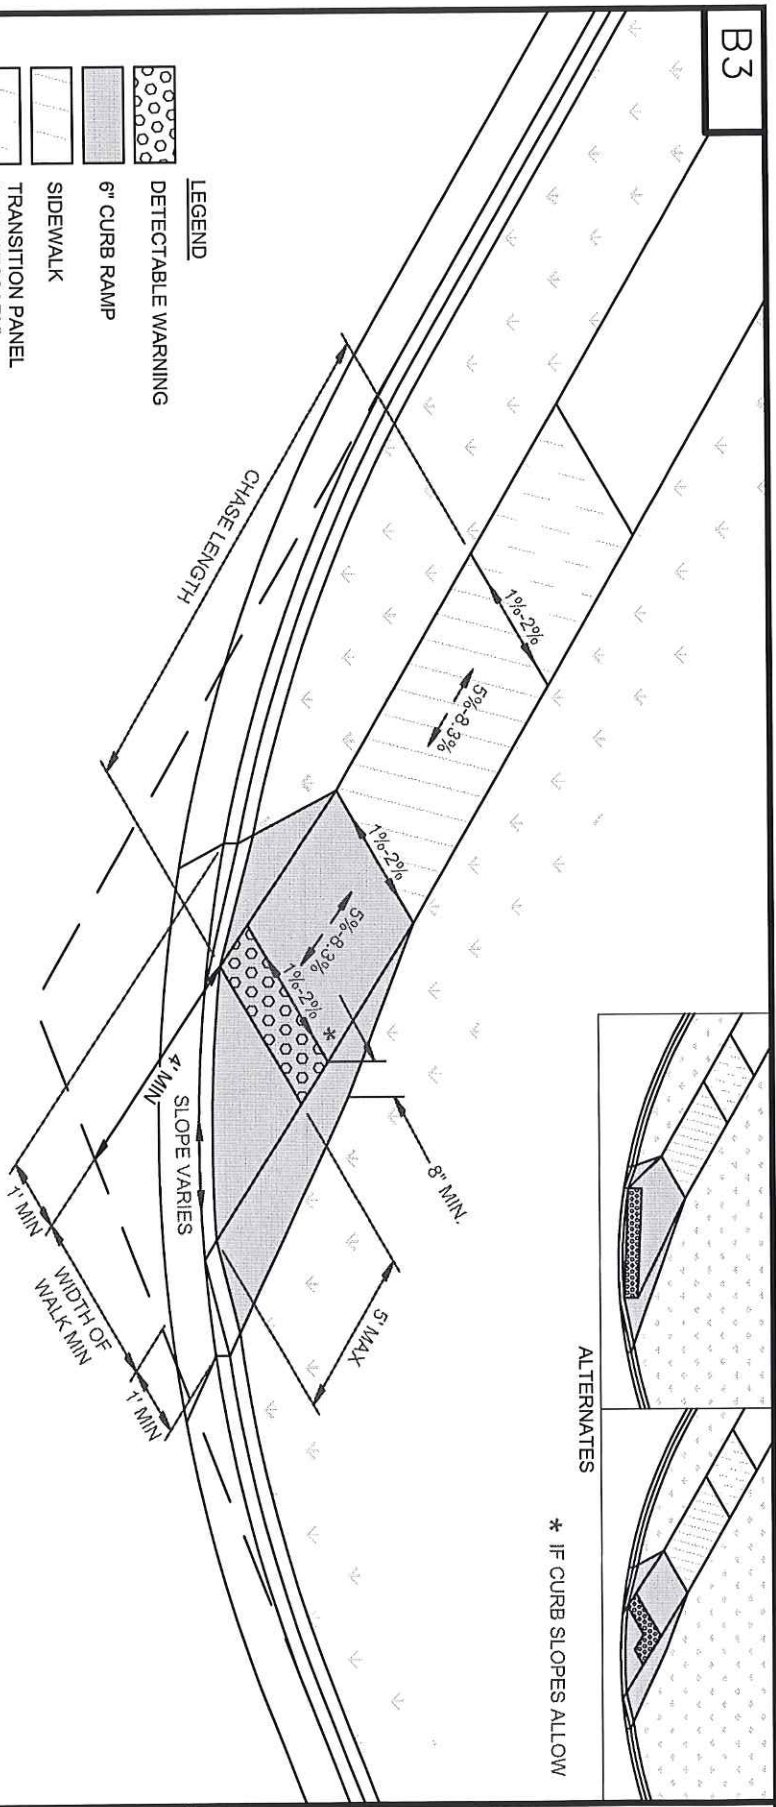 B3
ALTERNATES
* IF CURB SLOPES ALLOW
1%-2%
5%-8.3%
1%-2%
5%-8.3%
1%-2% *
CHASE LENGTH
8" MIN.
4' MIN
SLOPE VARIES
5' MAX
1' MIN
WIDTH OF
WALK MIN
1' MIN
LEGEND
DETECTABLE WARNING
6" CURB RAMP
SIDEWALK
TRANSITION PANEL